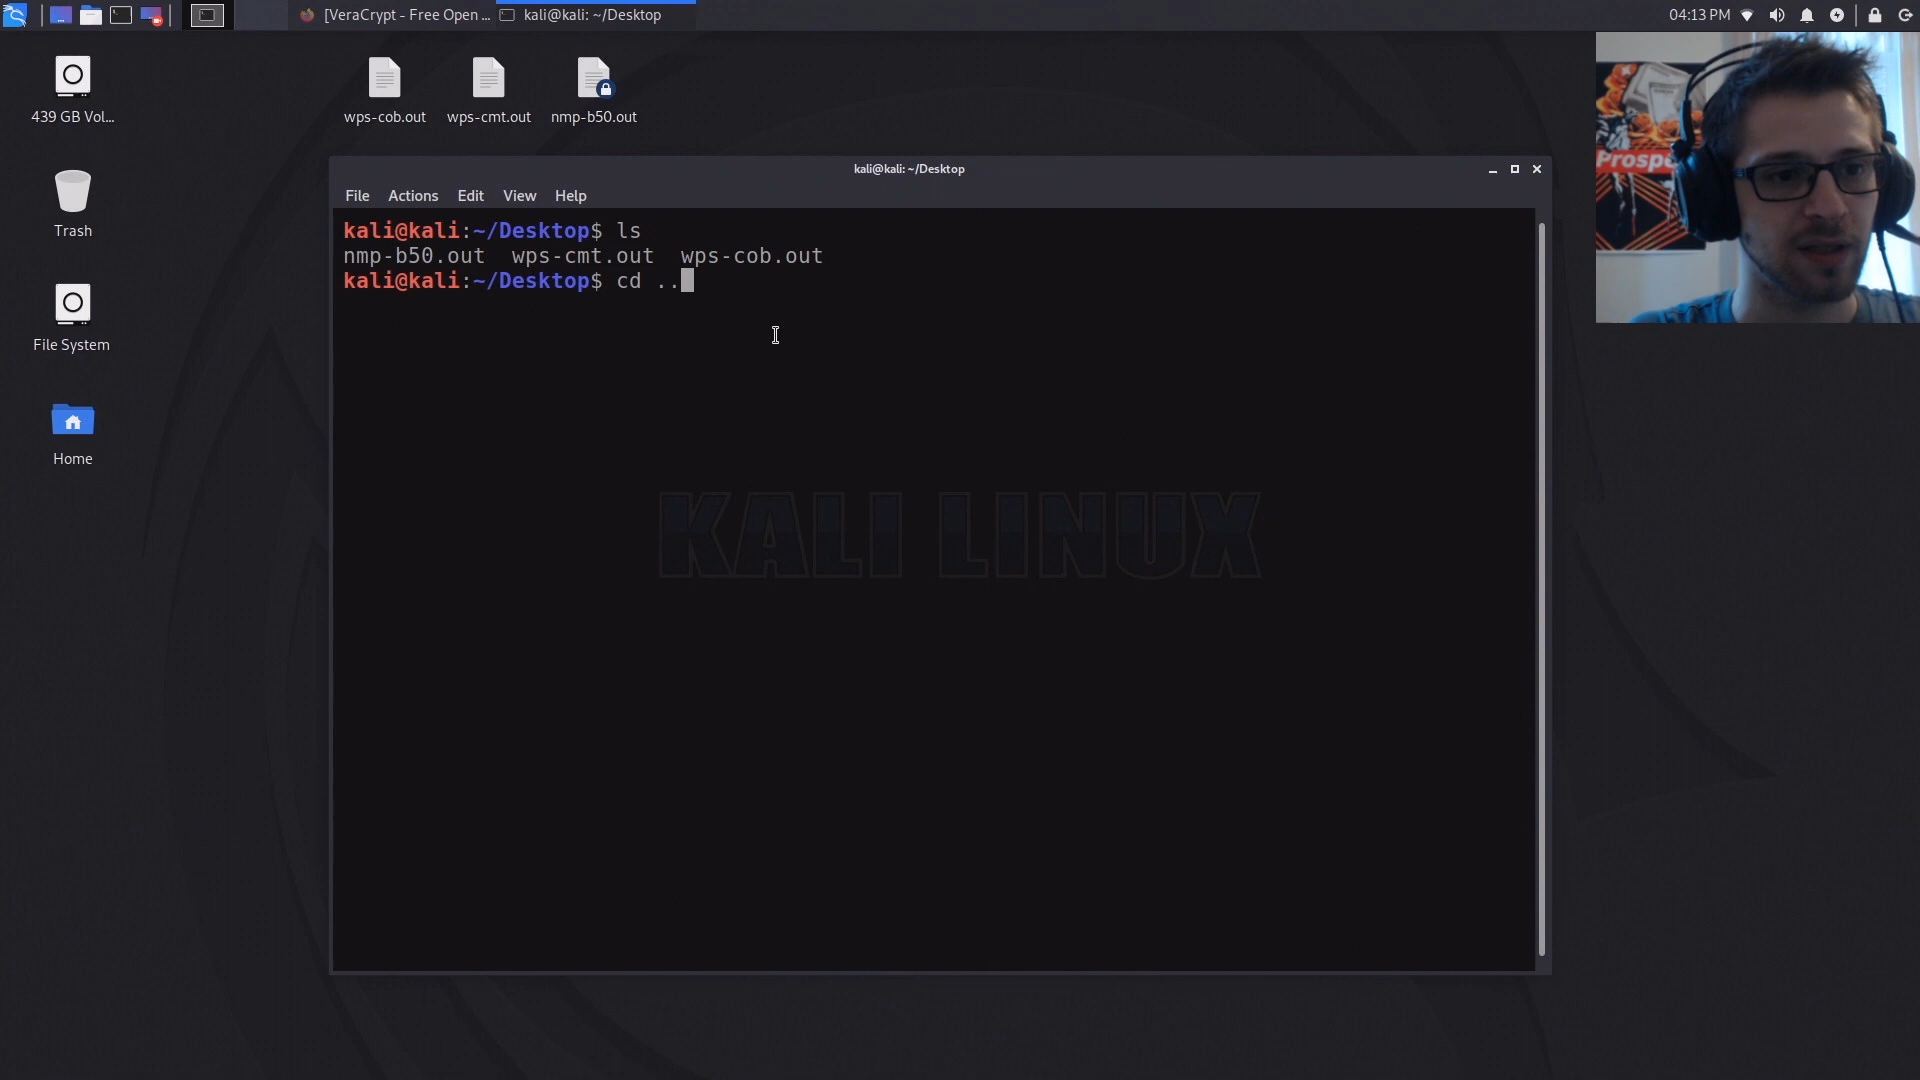 [VeraCrypt - Free Open ...
kali@kali: ~/Desktop
04:13 PM
439 GB Vol...
wps-cob.out
wps-cmt.out
nmp-b50.out
Trash
File System
Home
kali@kali: ~/Desktop
File Actions Edit View Help
kali@kali:~/Desktop$ ls
nmp-b50.out wps-cmt.out wps-cob.out
kali@kali:~/Desktop$ cd ..
KALI LINUX